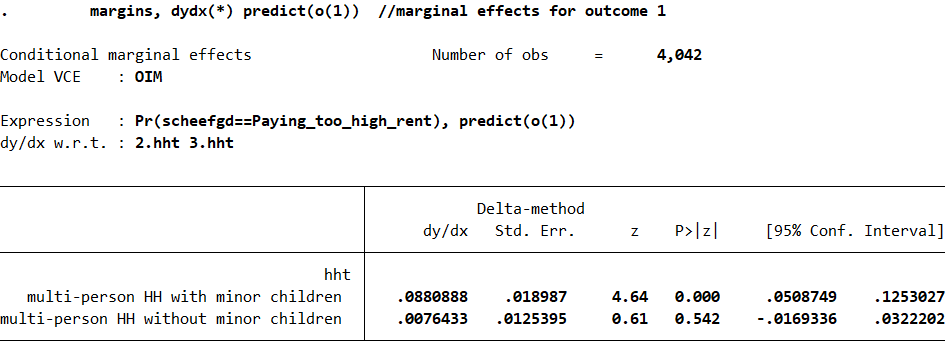 . margins, dydx(*) predict(o(1)) //marginal effects for outcome 1
Conditional marginal effects Number of obs = 4,042
Model VCE : OIM
Expression : Pr(scheefgd==Paying_too_high_rent), predict(o(1))
dy/dx w.r.t. : 2.hht 3.hht
Delta-method
dy/dx Std. Err. z P>|z| [95% Conf. Interval]
hht
multi-person HH with minor children .0880888 .018987 4.64 0.000 .0508749 .1253027
multi-person HH without minor children .0076433 .0125395 0.61 0.542 -.0169336 .0322202